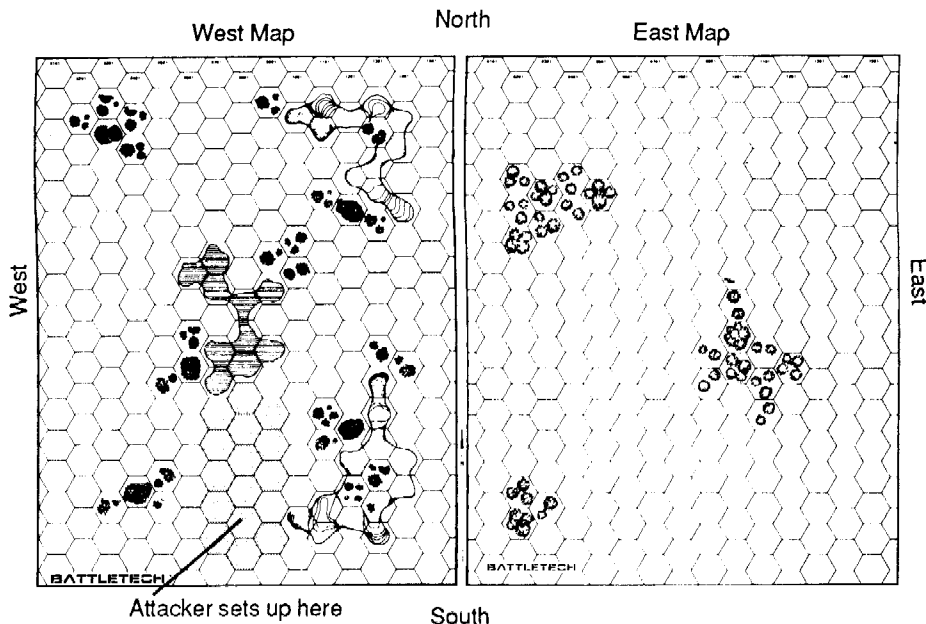 North
West Map
East Map
West
East
BATTLETECH
BATTLETECH
Attacker sets up here
South